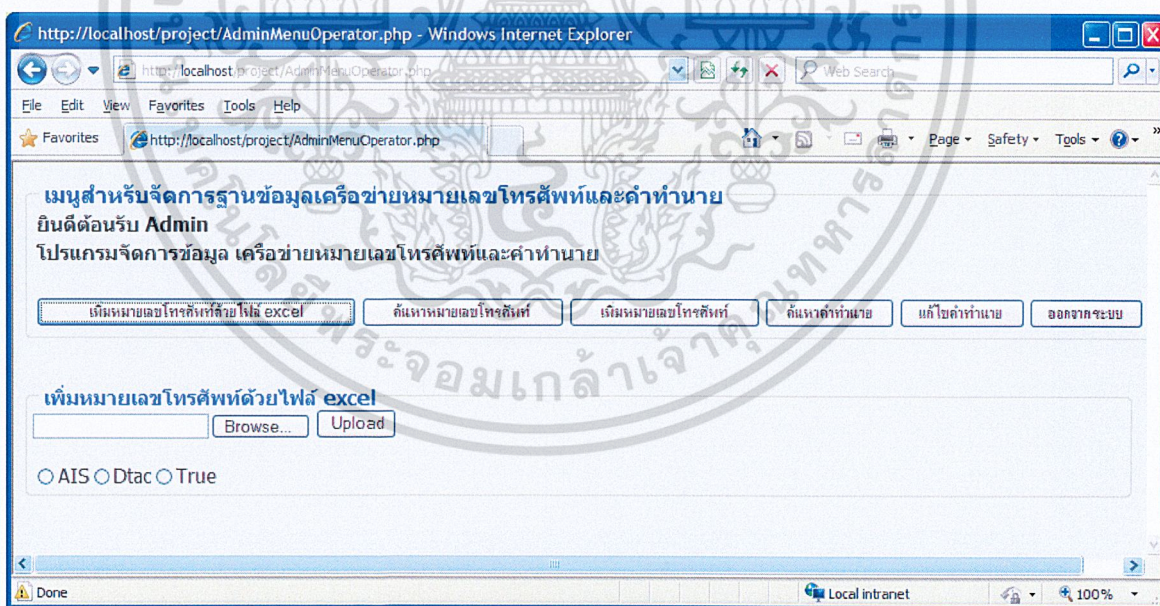 http://localhost/project/AdminMenuOperator.php - Windows Internet Explorer
http://localhost/project/AdminMenuOperator.php Web Search
File Edit View Favorites Tools Help
Favorites http://localhost/project/AdminMenuOperator.php Page Safety Tools »
เมนูสำหรับจัดการฐานข้อมูลเครือข่ายหมายเลขโทรศัพท์และคำทำนาย
ยินดีต้อนรับ Admin
โปรแกรมจัดการข้อมูล เครือข่ายหมายเลขโทรศัพท์และคำทำนาย
เพิ่มหมายเลขโทรศัพท์ด้วยไฟล์ excel ค้นหาหมายเลขโทรศัพท์ เพิ่มหมายเลขโทรศัพท์ ค้นหาคำทำนาย แก้ไขคำทำนาย ออกจากระบบ
เพิ่มหมายเลขโทรศัพท์ด้วยไฟล์ excel
Browse... Upload
AIS Dtac True
Done Local intranet 100%